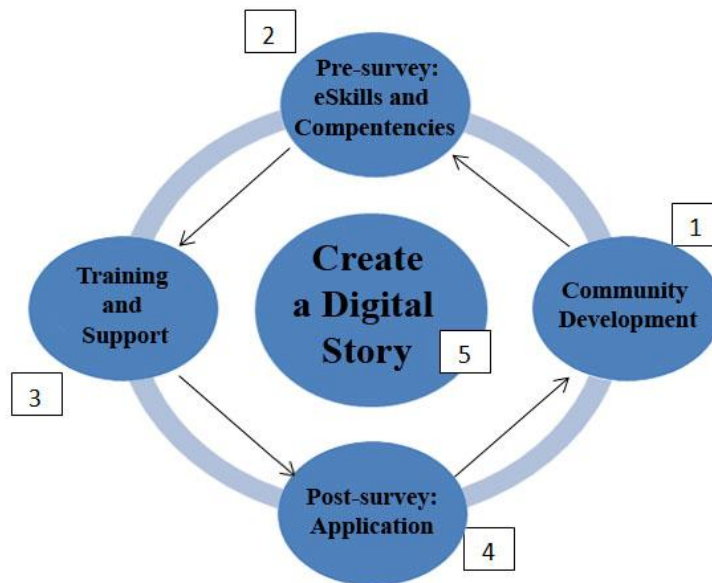 2
Pre-survey:
eSkills and
Compentencies
1
Community
Development
Training
and
Support
3
Create
a Digital
Story
5
Post-survey:
Application
4